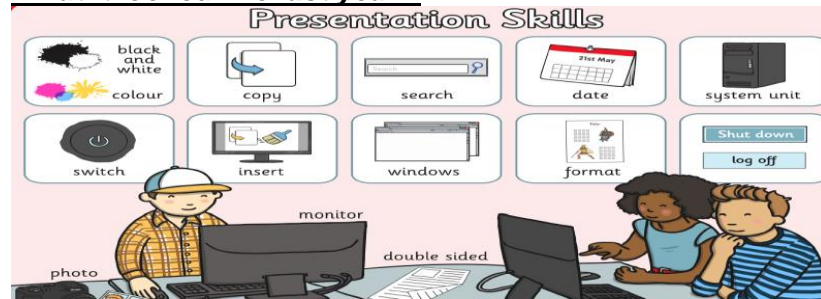 Presentation Skills
black and white
colour
copy
Search
search
21st May
date
system unit
switch
insert
windows
format
Shut down
log off
monitor
double sided
photo